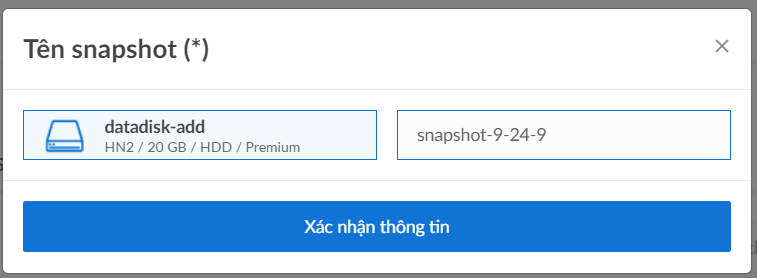 Tên snapshot (*)
datadisk-add
HN2 / 20 GB / HDD / Premium
snapshot-9-24-9
Xác nhận thông tin